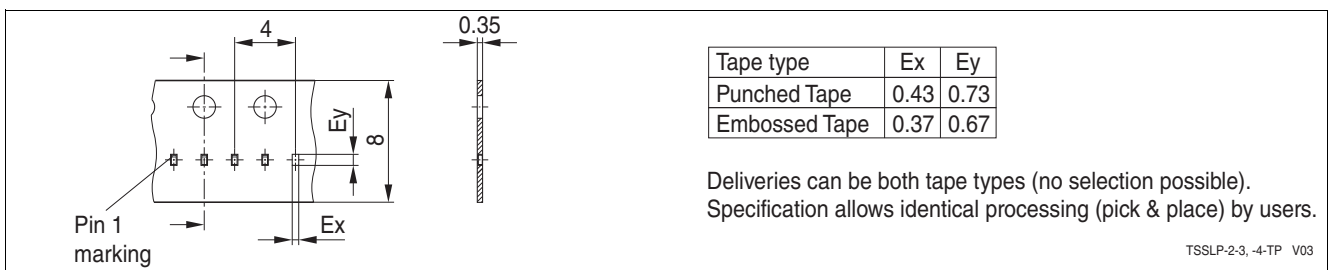 4
0.35
Ey
8
Pin 1
marking
Ex
Tape type Ex Ey
Punched Tape 0.43 0.73
Embossed Tape 0.37 0.67
Deliveries can be both tape types (no selection possible).
Specification allows identical processing (pick & place) by users.
TSSLP-2-3, -4-TP V03